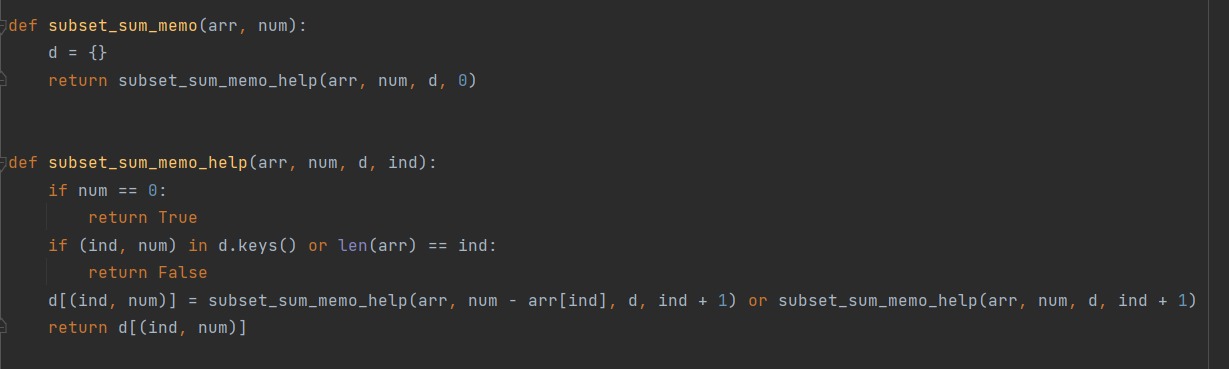 def subset_sum_memo(arr, num):
    d = {}
    return subset_sum_memo_help(arr, num, d, 0)
def subset_sum_memo_help(arr, num, d, ind):
    if num == 0:
        return True
    if (ind, num) in d.keys() or len(arr) == ind:
        return False
    d[(ind, num)] = subset_sum_memo_help(arr, num - arr[ind], d, ind + 1) or subset_sum_memo_help(arr, num, d, ind + 1)
    return d[(ind, num)]